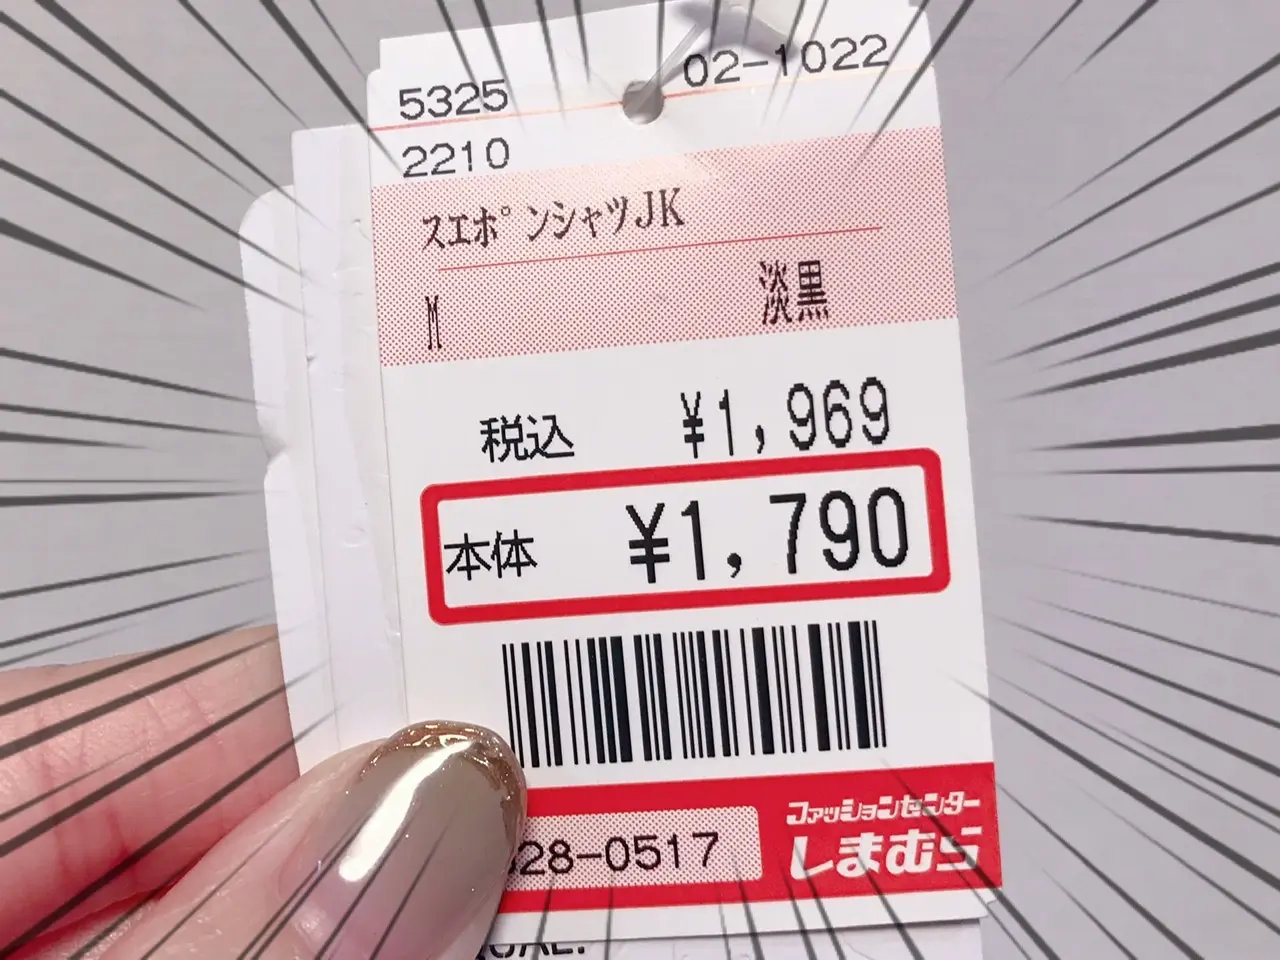 5325 02-1022
2210
ｽｴﾎﾟﾝｼｬﾂJK
M 淡黒
税込 ¥1,969
本体 ¥1,790
28-0517
ファッションセンター
しまむら